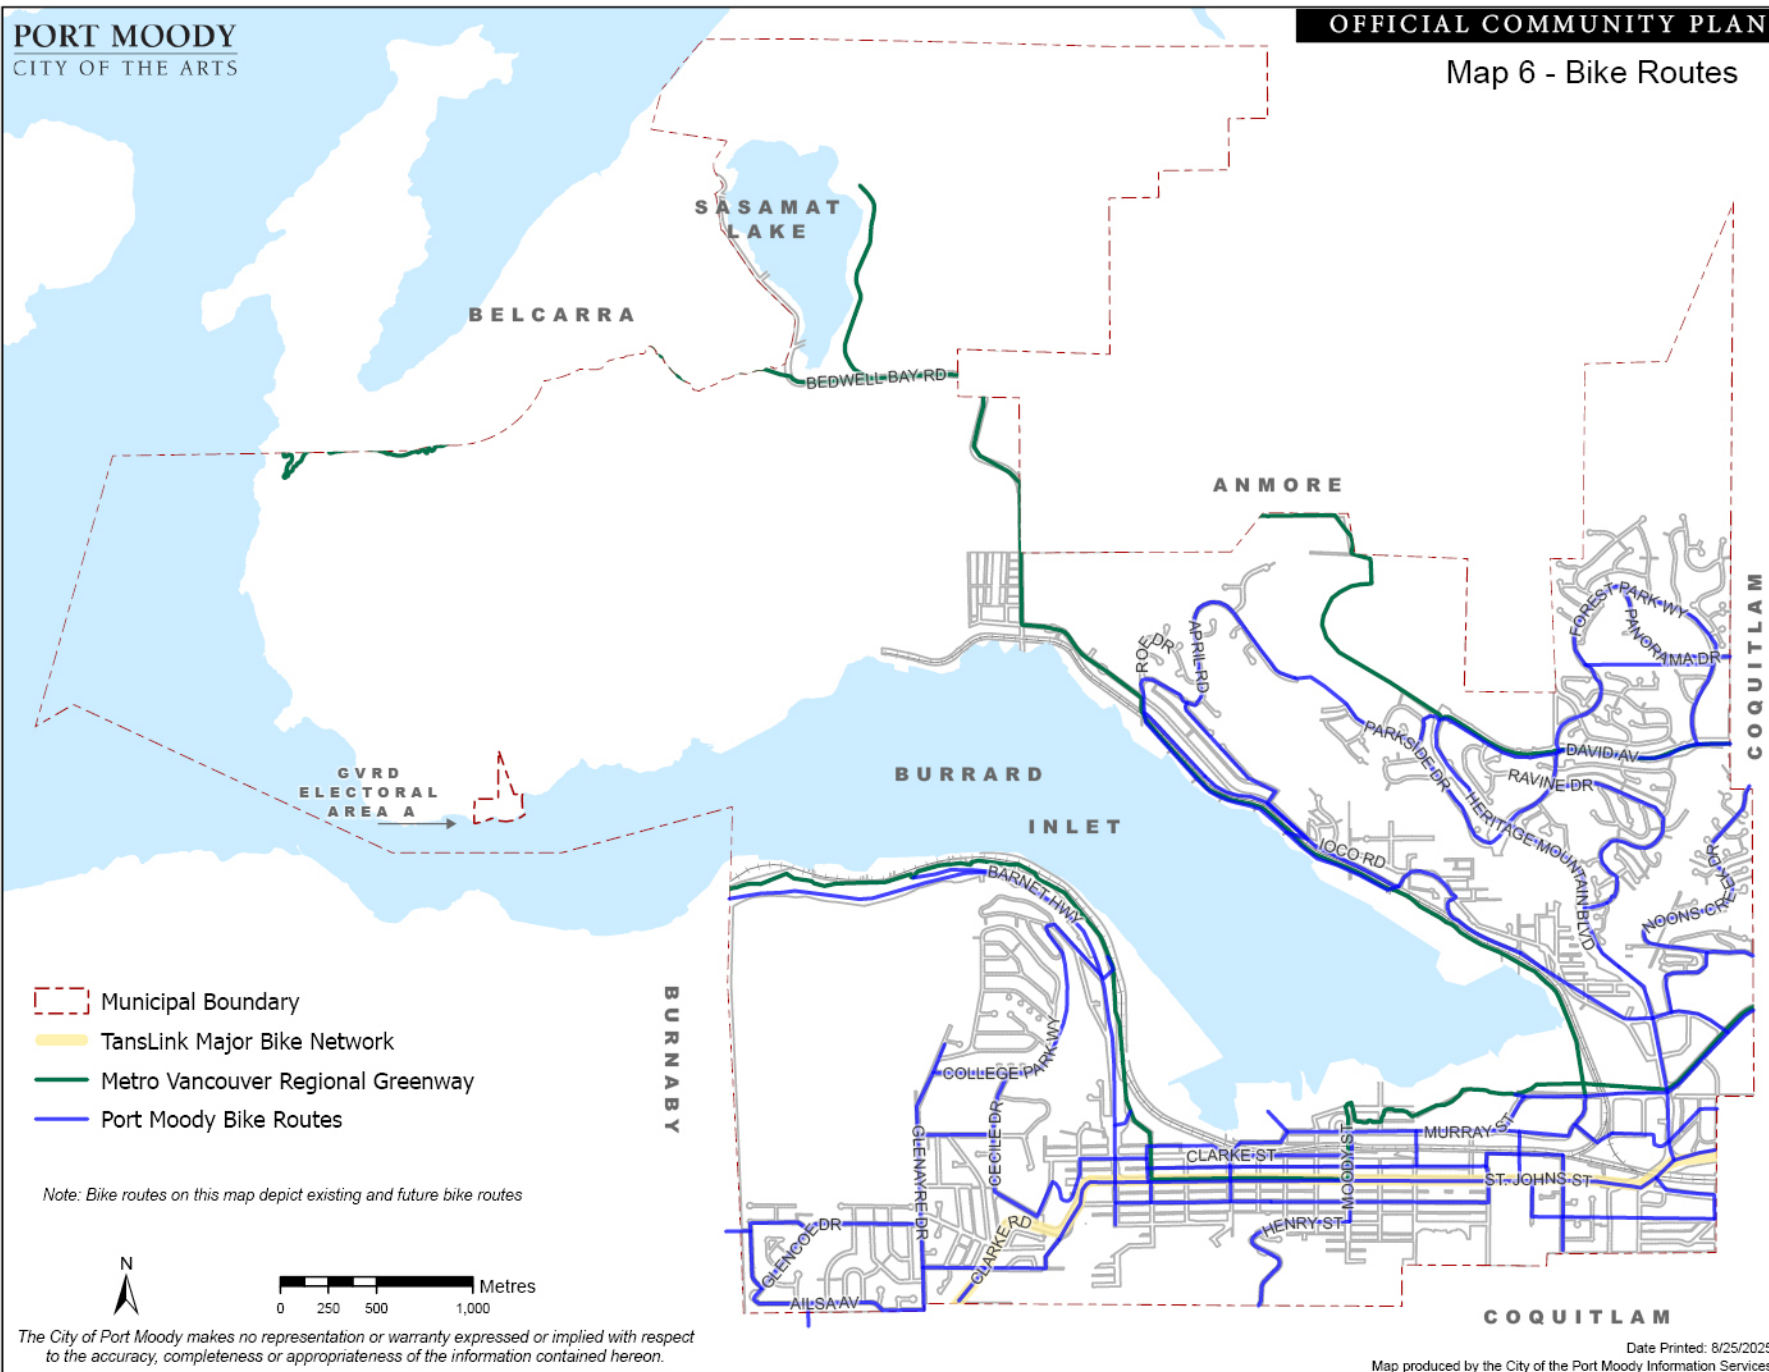 PORT MOODY
CITY OF THE ARTS
OFFICIAL COMMUNITY PLAN
Map 6 - Bike Routes
SASAMAT
LAKE
BELCARRA
BEDWELL BAY RD
ANMORE
FOREST PARK WY
PANORAMA DR
COQUITLAM
ROE DR
APRIL RD
PARKSIDE DR
DAVID AV
RAVINE DR
HERITAGE MOUNTAIN BLVD
GVRD
ELECTORAL
AREA A
BURRARD
INLET
IOCO RD
NOONS CREEK DR
BARNET HWY
BURNABY
Municipal Boundary
TansLink Major Bike Network
Metro Vancouver Regional Greenway
Port Moody Bike Routes
COLLEGE PARK WY
CECILE DR
GLENAYRE DR
MURRAY ST
CLARKE ST
MOODY ST
ST. JOHNS ST
HENRY ST
CLARKE RD
GLENCOE DR
AILSA AV
Note: Bike routes on this map depict existing and future bike routes
N
Metres
0 250 500 1,000
COQUITLAM
The City of Port Moody makes no representation or warranty expressed or implied with respect
to the accuracy, completeness or appropriateness of the information contained hereon.
Date Printed: 8/25/2025
Map produced by the City of the Port Moody Information Services